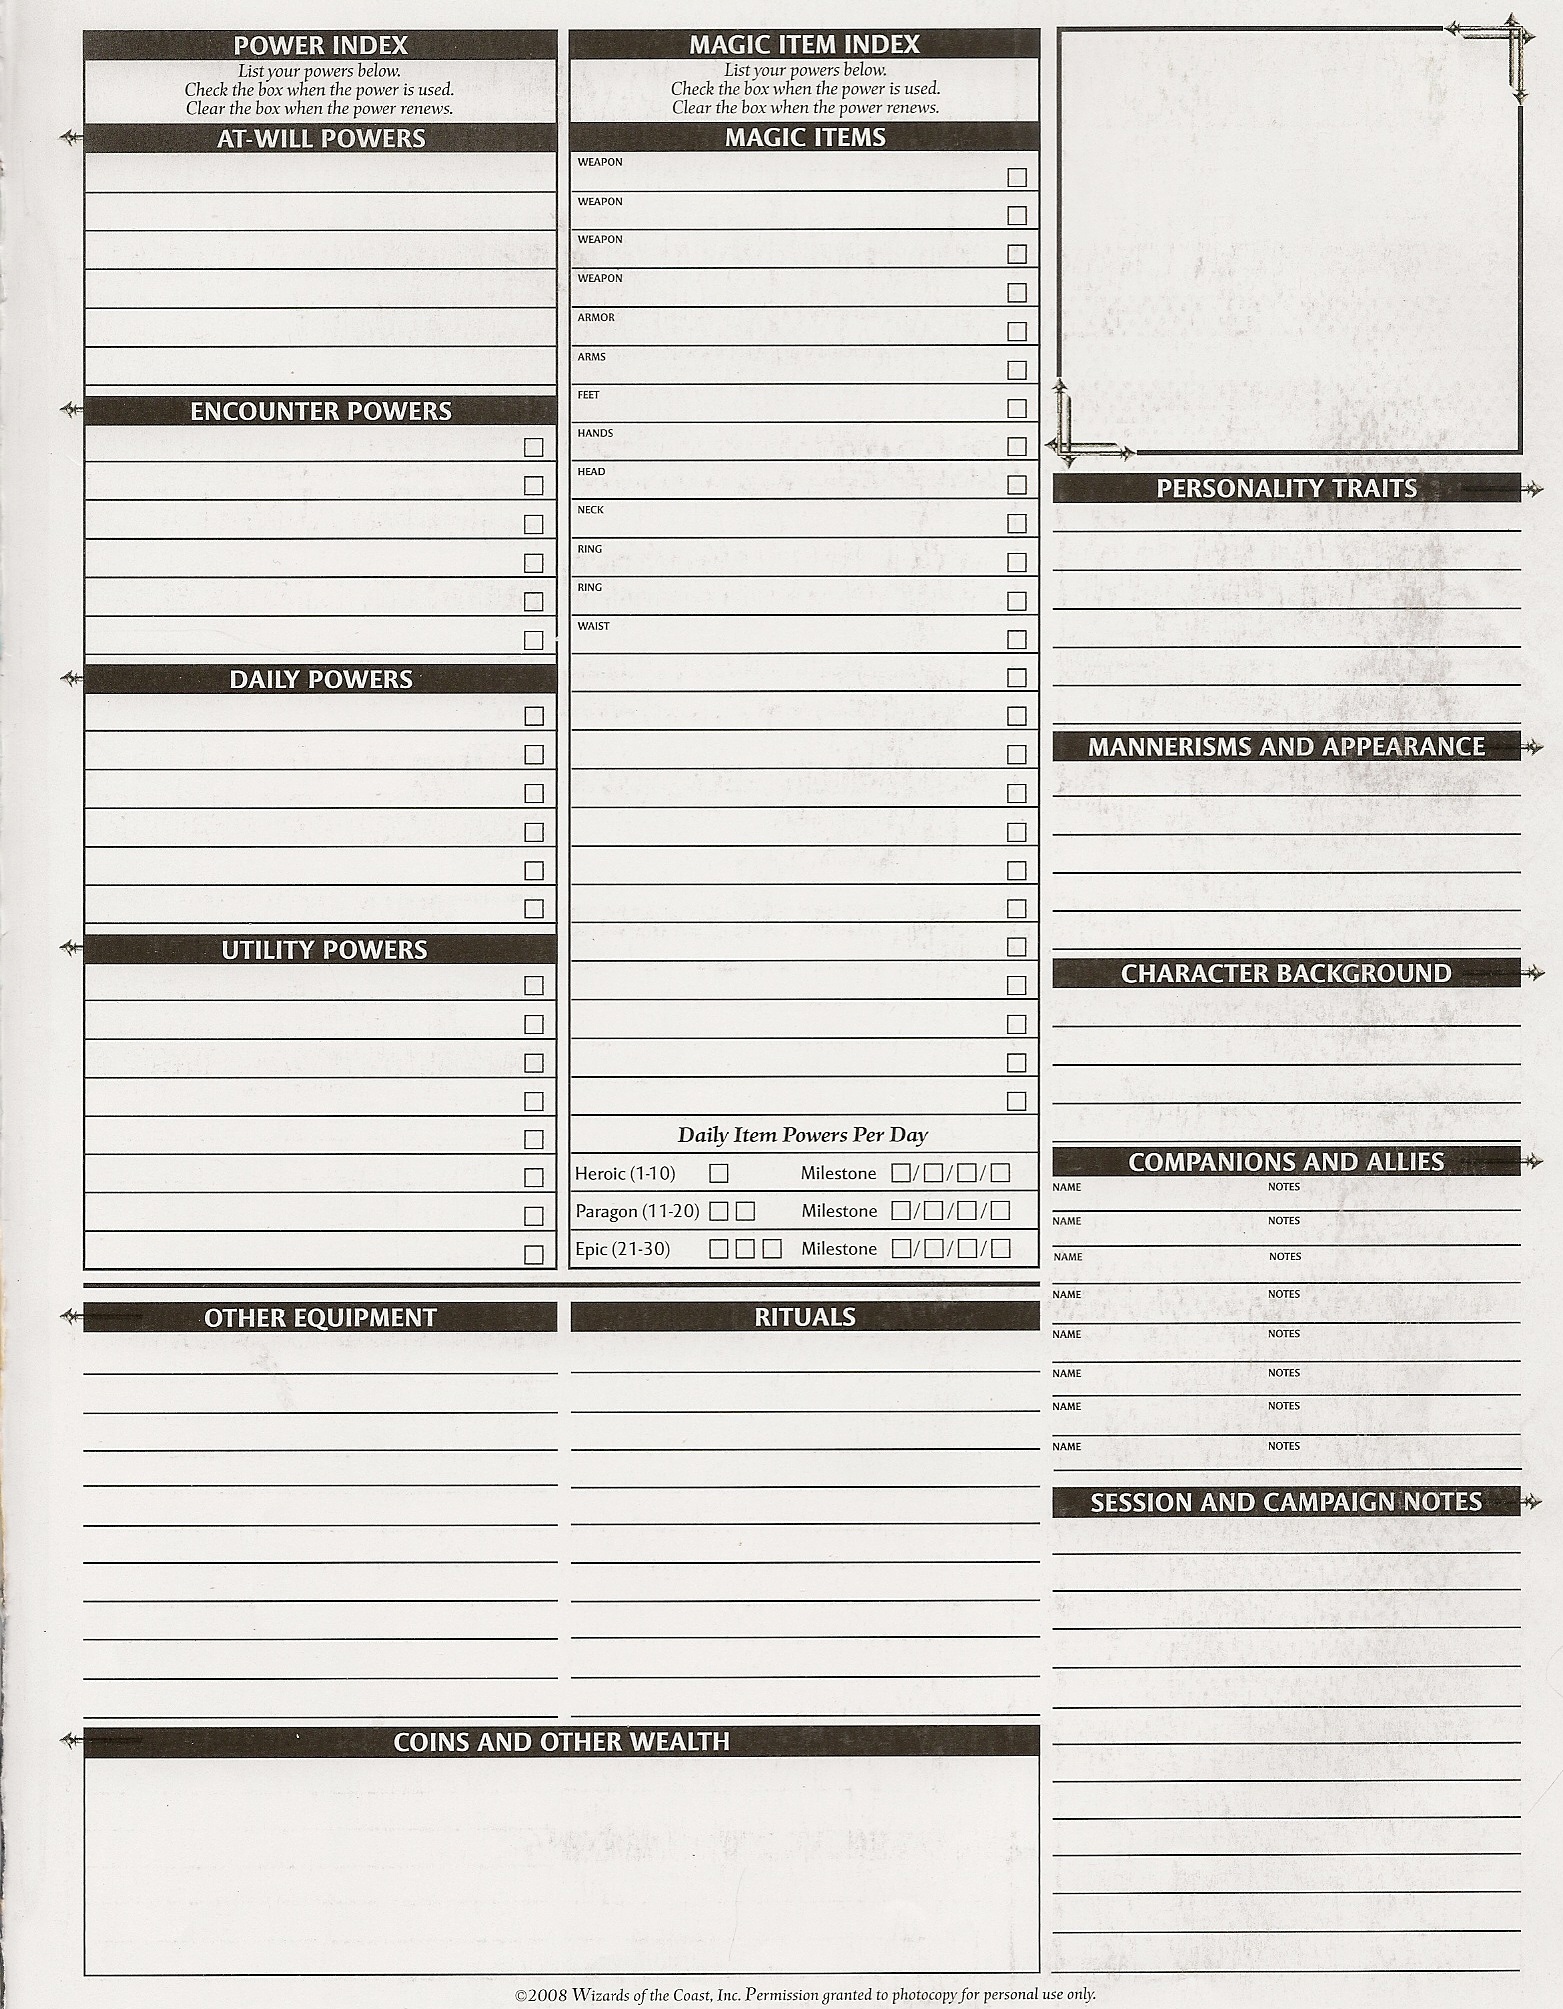 POWER INDEX
List your powers below.
Check the box when the power is used.
Clear the box when the power renews.
AT-WILL POWERS
ENCOUNTER POWERS
DAILY POWERS
UTILITY POWERS
MAGIC ITEM INDEX
List your powers below.
Check the box when the power is used.
Clear the box when the power renews.
MAGIC ITEMS
WEAPON
WEAPON
WEAPON
WEAPON
ARMOR
ARMS
FEET
HANDS
HEAD
NECK
RING
RING
WAIST
Daily Item Powers Per Day
Heroic (1-10) Milestone / / /
Paragon (11-20) Milestone / / /
Epic (21-30) Milestone / / /
OTHER EQUIPMENT
RITUALS
COINS AND OTHER WEALTH
PERSONALITY TRAITS
MANNERISMS AND APPEARANCE
CHARACTER BACKGROUND
COMPANIONS AND ALLIES
NAME NOTES
NAME NOTES
NAME NOTES
NAME NOTES
NAME NOTES
NAME NOTES
NAME NOTES
NAME NOTES
SESSION AND CAMPAIGN NOTES
©2008 Wizards of the Coast, Inc. Permission granted to photocopy for personal use only.